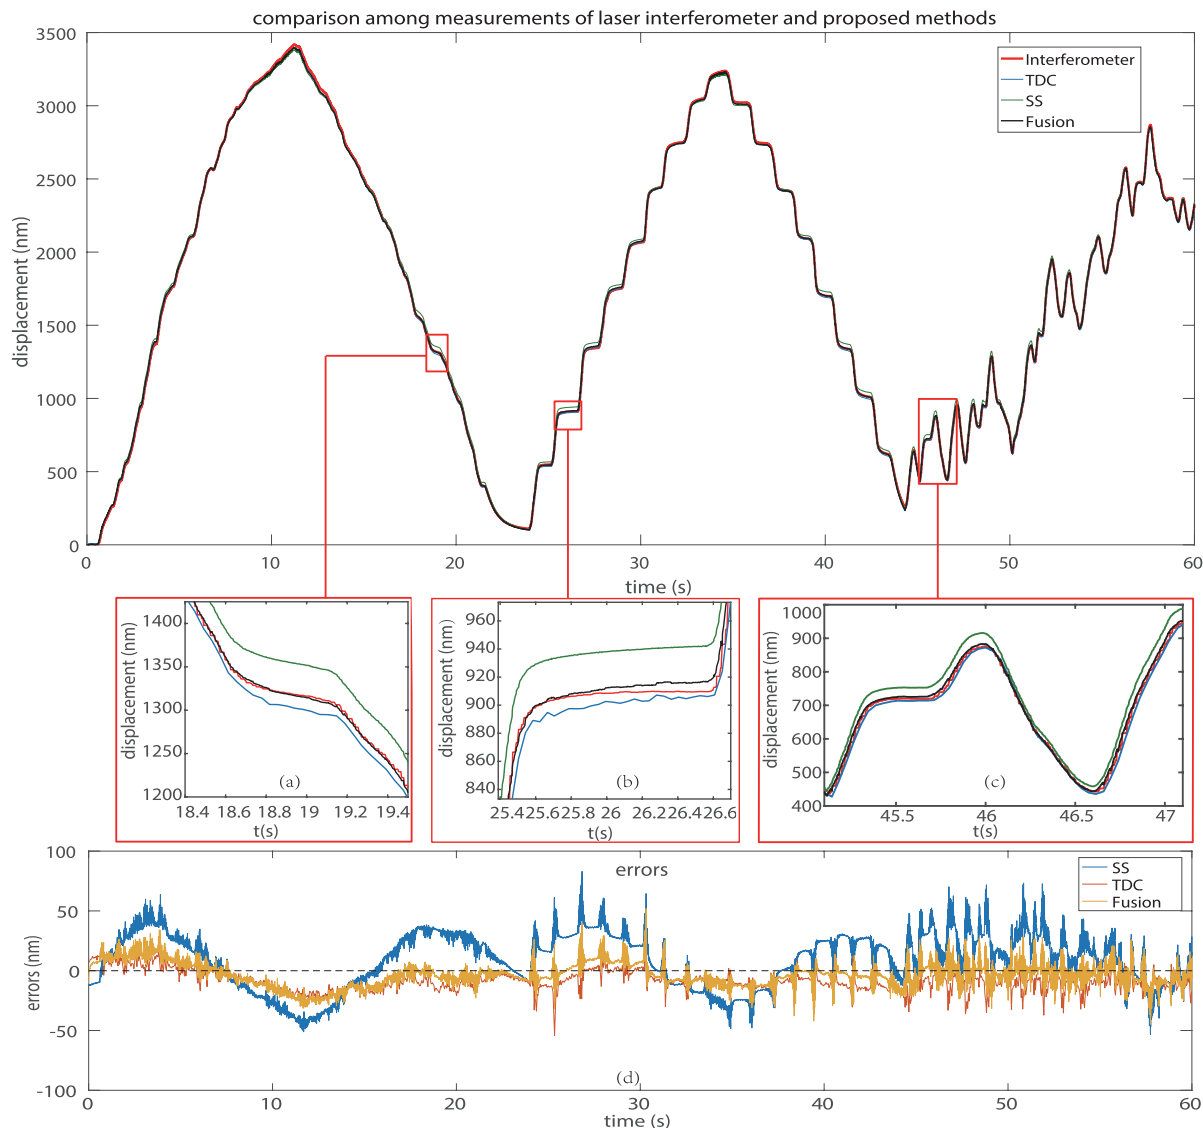 comparison among measurements of laser interferometer and proposed methods
3500
3000
2500
2000
1500
1000
500
0
displacement (nm)
Interferometer
TDC
SS
Fusion
0 10 20 30 40 50 60
time (s)
1400
1350
1300
1250
1200
displacement (nm)
(a)
18.4 18.6 18.8 19 19.2 19.4
t(s)
960
940
920
900
880
860
840
displacement (nm)
(b)
25.4 25.6 25.8 26 26.2 26.4 26.6
t(s)
1000
900
800
700
600
500
400
displacement (nm)
(c)
45.5 46 46.5 47
t(s)
errors
100
50
0
-50
-100
errors (nm)
SS
TDC
Fusion
(d)
0 10 20 30 40 50 60
time (s)